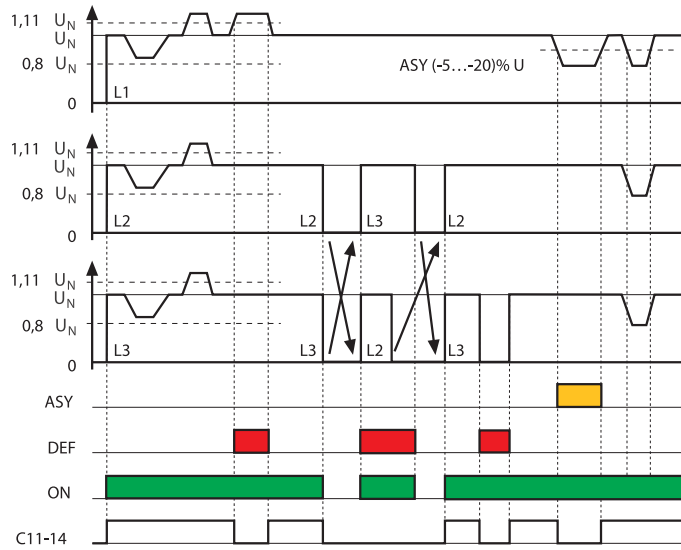 1,11 U_N
U_N
0,8 U_N
0
L1
ASY (-5...-20)% U
1,11 U_N
U_N
0,8 U_N
0
L2 L2 L3 L2
1,11 U_N
U_N
0,8 U_N
0
L3 L3 L2 L3
ASY
DEF
ON
C11-14